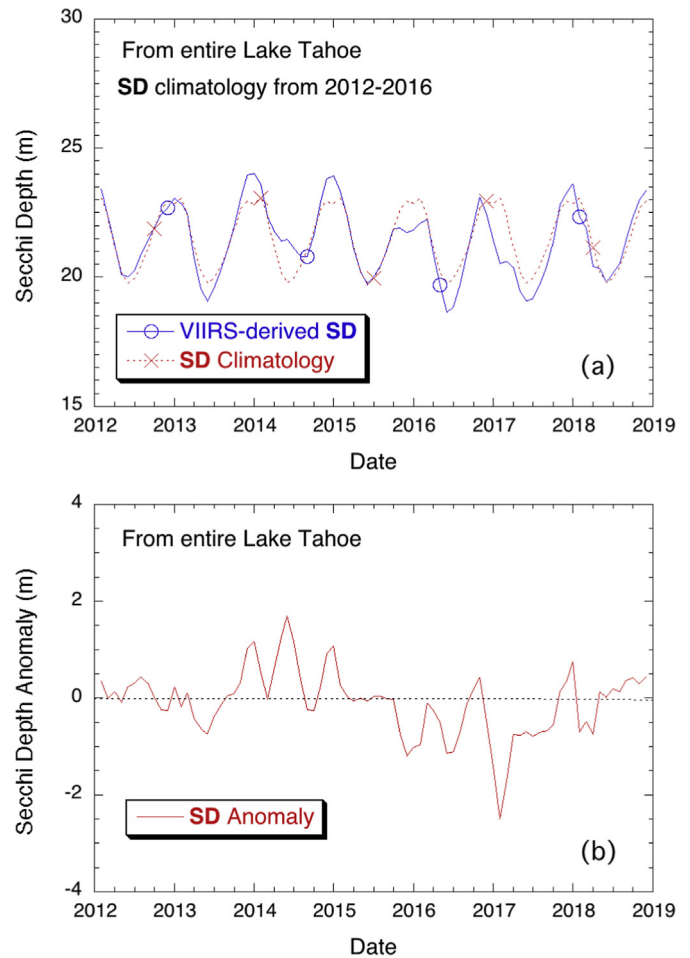 30
From entire Lake Tahoe
SD climatology from 2012-2016
25
Secchi Depth (m)
20
VIIRS-derived SD
SD Climatology
(a)
15
2012 2013 2014 2015 2016 2017 2018 2019
Date
4
From entire Lake Tahoe
2
Secchi Depth Anomaly (m)
0
-2
SD Anomaly
(b)
-4
2012 2013 2014 2015 2016 2017 2018 2019
Date